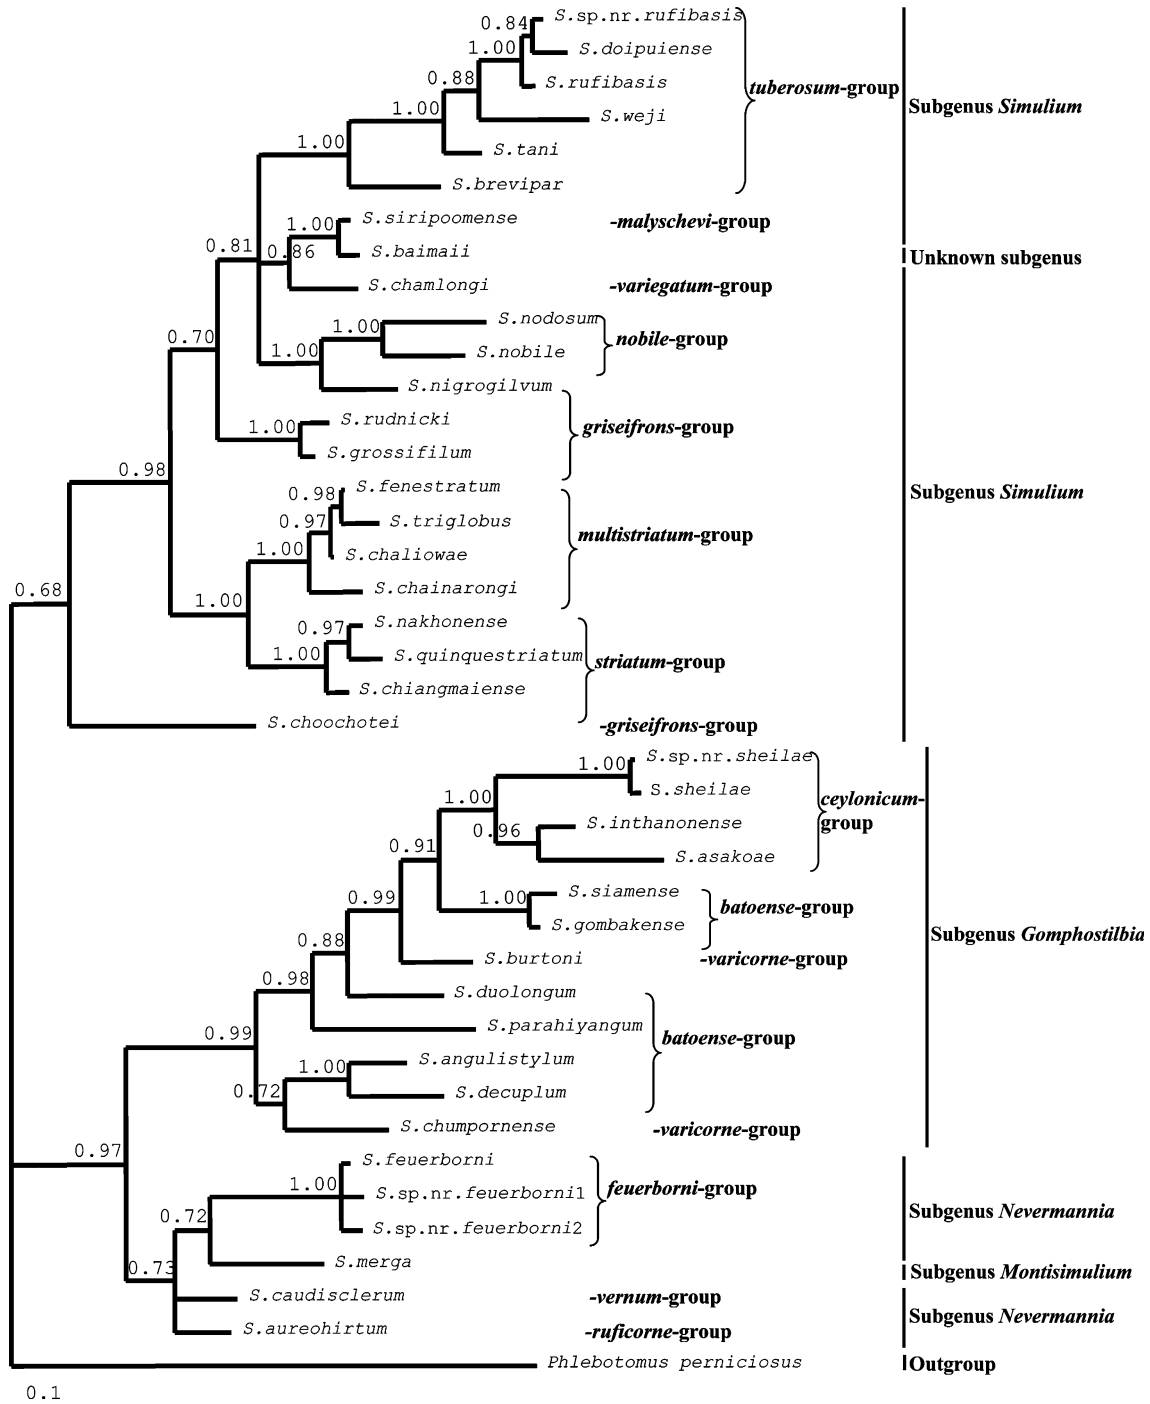 0.84 S.sp.nr.rufibasis
1.00 S.doipuiense
0.88 S.rufibasis tuberosum-group
1.00 S.weji Subgenus Simulium
1.00 S.tani
S.brevipar
1.00 S.siripoomense -malyschevi-group
0.81 0.86 S.baimaii Unknown subgenus
S.chamlongi -variegatum-group
1.00 S.nodosum
0.70 1.00 S.nobile nobile-group
S.nigrogilvum
1.00 S.rudnicki griseifrons-group
S.grossifilum
0.98 0.98 S.fenestratum Subgenus Simulium
0.97 S.triglobus multistriatum-group
1.00 S.chaliowae
S.chainarongi
0.68 1.00 0.97 S.nakhonense
1.00 S.quinquestriatum striatum-group
S.chiangmaiense
S.choochotei -griseifrons-group
1.00 S.sp.nr.sheilae
1.00 S.sheilae ceylonicum-
0.96 S.inthanonense group
0.91 S.asakoae
0.99 1.00 S.siamense batoense-group
S.gombakense Subgenus Gomphostilbia
0.88 S.burtoni -varicorne-group
0.98 S.duolongum
0.99 S.parahiyangum batoense-group
1.00 S.angulistylum
0.72 S.decuplum
S.chumpornense -varicorne-group
0.97 S.feuerborni
1.00 S.sp.nr.feuerborni1 feuerborni-group
0.72 S.sp.nr.feuerborni2 Subgenus Nevermannia
0.73 S.merga Subgenus Montisimulium
S.caudisclerum -vernum-group
S.aureohirtum -ruficorne-group Subgenus Nevermannia
Phlebotomus perniciosus Outgroup
0.1